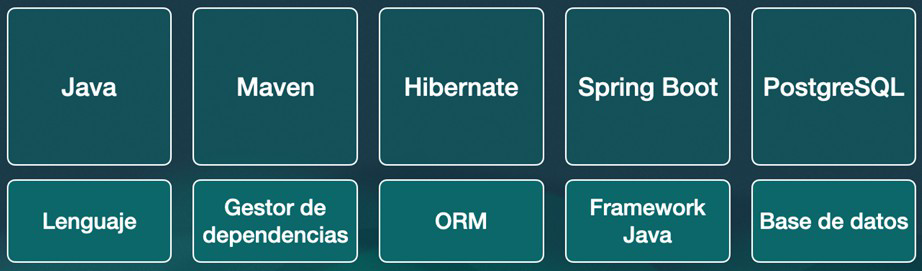 Java
Maven
Hibernate
Spring Boot
PostgreSQL
Lenguaje
Gestor de
dependencias
ORM
Framework
Java
Base de datos